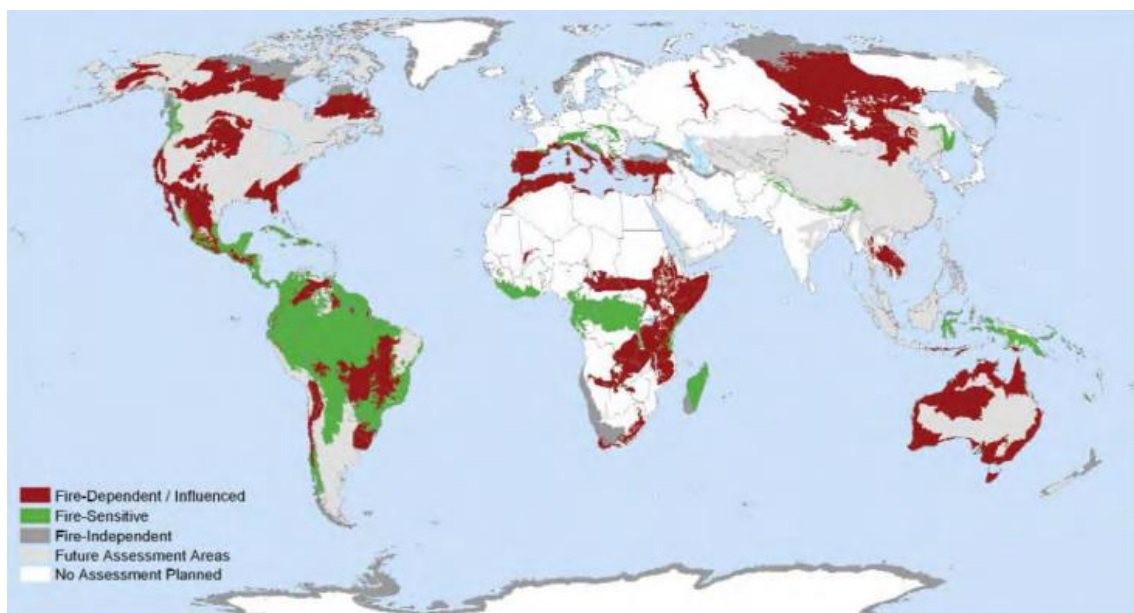 Fire-Dependent / Influenced
Fire-Sensitive
Fire-Independent
Future Assessment Areas
No Assessment Planned